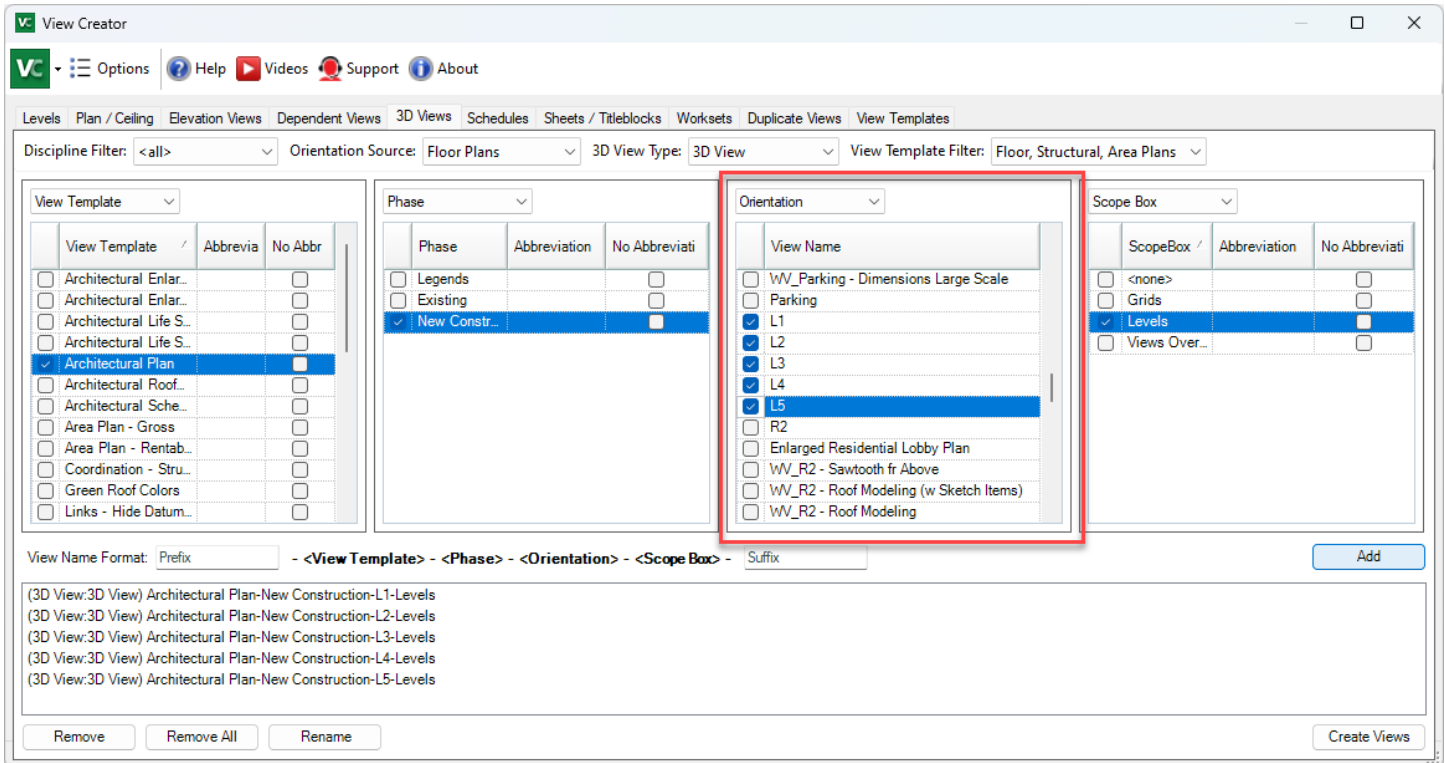 VC View Creator
VC Options Help Videos Support About
Levels Plan / Ceiling Elevation Views Dependent Views 3D Views Schedules Sheets / Titleblocks Worksets Duplicate Views View Templates
Discipline Filter: <all> Orientation Source: Floor Plans 3D View Type: 3D View View Template Filter: Floor, Structural, Area Plans
View Template
View Template Abbrevia No Abbr
Architectural Enlar...
Architectural Enlar...
Architectural Life S...
Architectural Life S...
Architectural Plan
Architectural Roof...
Architectural Sche...
Area Plan - Gross
Area Plan - Rentab...
Coordination - Stru...
Green Roof Colors
Links - Hide Datum...
Phase
Phase Abbreviation No Abbreviati
Legends
Existing
New Constr...
Orientation
View Name
WV_Parking - Dimensions Large Scale
Parking
L1
L2
L3
L4
L5
R2
Enlarged Residential Lobby Plan
WV_R2 - Sawtooth fr Above
WV_R2 - Roof Modeling (w Sketch Items)
WV_R2 - Roof Modeling
Scope Box
ScopeBox Abbreviation No Abbreviati
<none>
Grids
Levels
Views Over...
View Name Format: Prefix - <View Template> - <Phase> - <Orientation> - <Scope Box> - Suffix Add
(3D View:3D View) Architectural Plan-New Construction-L1-Levels
(3D View:3D View) Architectural Plan-New Construction-L2-Levels
(3D View:3D View) Architectural Plan-New Construction-L3-Levels
(3D View:3D View) Architectural Plan-New Construction-L4-Levels
(3D View:3D View) Architectural Plan-New Construction-L5-Levels
Remove Remove All Rename Create Views